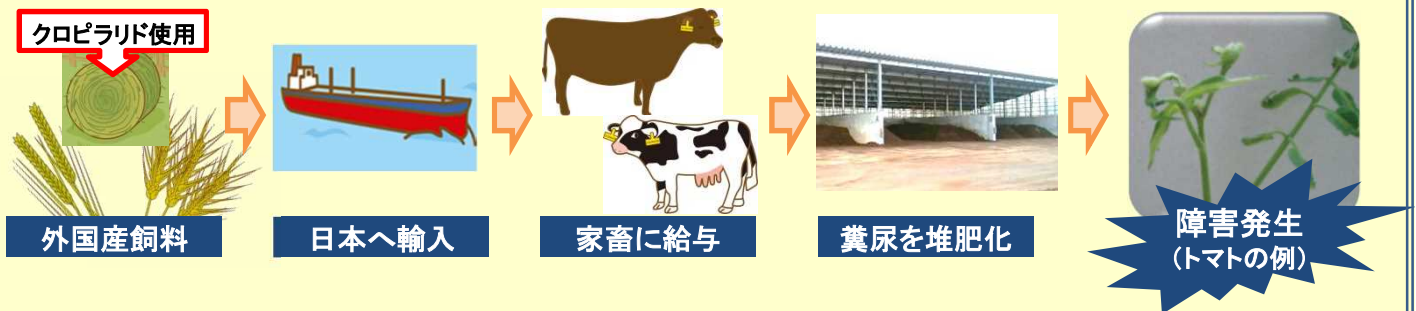 クロピラリド使用
外国産飼料
日本へ輸入
家畜に給与
糞尿を堆肥化
障害発生
(トマトの例)